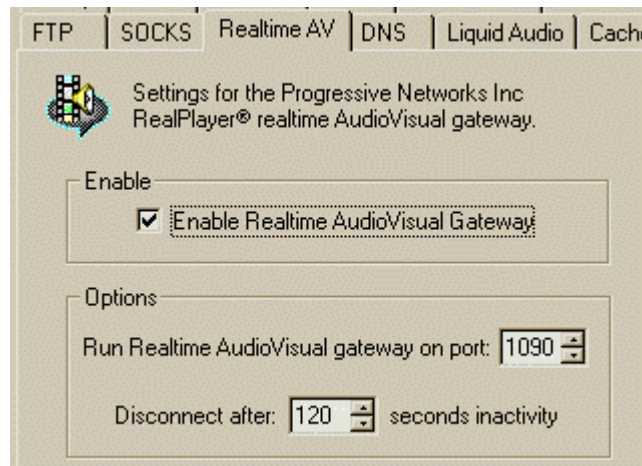 FTP SOCKS Realtime AV DNS Liquid Audio Cach
Settings for the Progressive Networks Inc
RealPlayer® realtime AudioVisual gateway.
Enable
Enable Realtime AudioVisual Gateway
Options
Run Realtime AudioVisual gateway on port: 1090
Disconnect after: 120 seconds inactivity